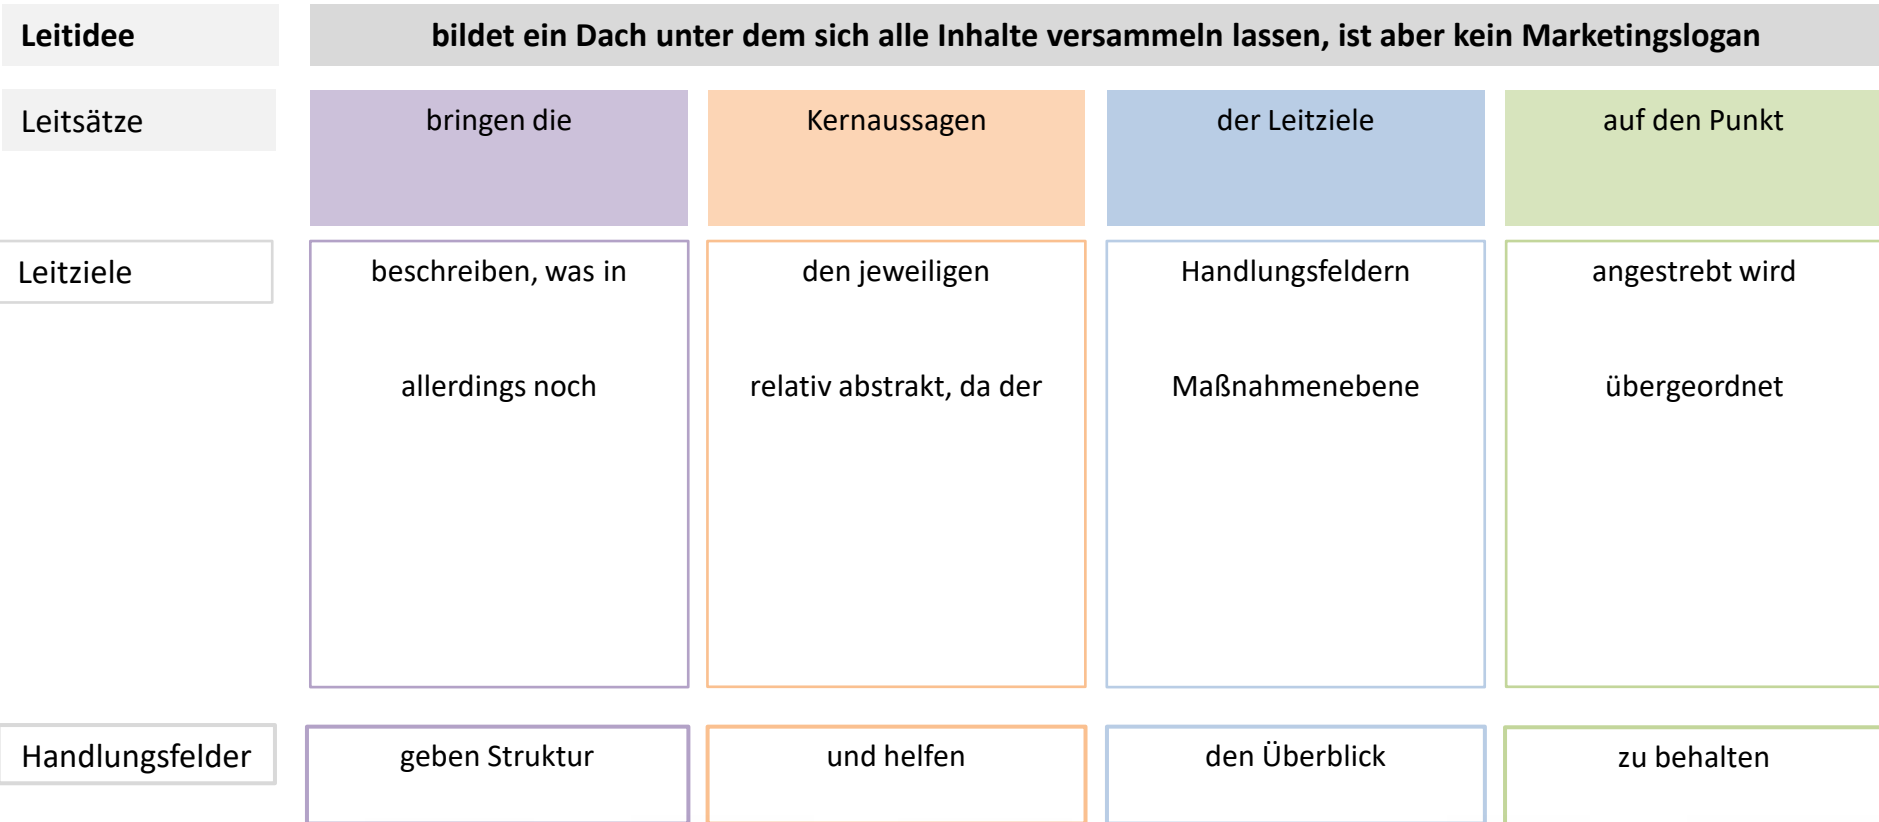 Leitidee
bildet ein Dach unter dem sich alle Inhalte versammeln lassen, ist aber kein Marketingslogan
Leitsätze
bringen die
Kernaussagen
der Leitziele
auf den Punkt
Leitziele
beschreiben, was in
den jeweiligen
Handlungsfeldern
angestrebt wird
allerdings noch
relativ abstrakt, da der
Maßnahmenebene
übergeordnet
Handlungsfelder
geben Struktur
und helfen
den Überblick
zu behalten